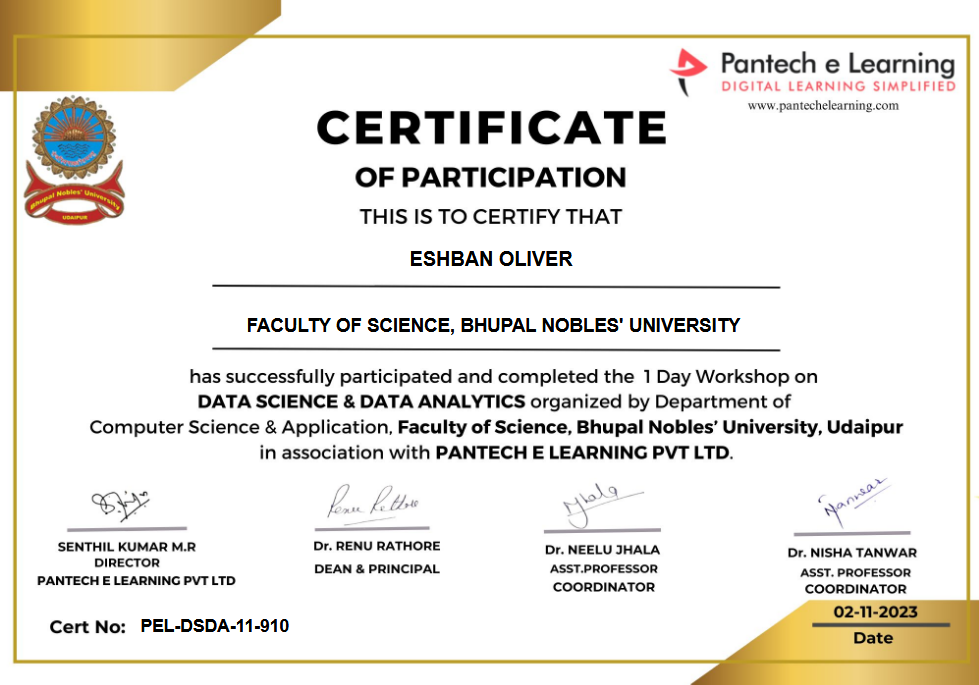 Pantech e Learning
DIGITAL LEARNING SIMPLIFIED
www.pantechelearning.com
Bhupal Nobles' University
UDAIPUR
CERTIFICATE
OF PARTICIPATION
THIS IS TO CERTIFY THAT
ESHBAN OLIVER
FACULTY OF SCIENCE, BHUPAL NOBLES' UNIVERSITY
has successfully participated and completed the 1 Day Workshop on
DATA SCIENCE & DATA ANALYTICS organized by Department of
Computer Science & Application, Faculty of Science, Bhupal Nobles’ University, Udaipur
in association with PANTECH E LEARNING PVT LTD.
SENTHIL KUMAR M.R
DIRECTOR
PANTECH E LEARNING PVT LTD
Renu Rathore
Dr. RENU RATHORE
DEAN & PRINCIPAL
Jhala
Dr. NEELU JHALA
ASST.PROFESSOR
COORDINATOR
Dr. NISHA TANWAR
ASST. PROFESSOR
COORDINATOR
Cert No: PEL-DSDA-11-910
02-11-2023
Date